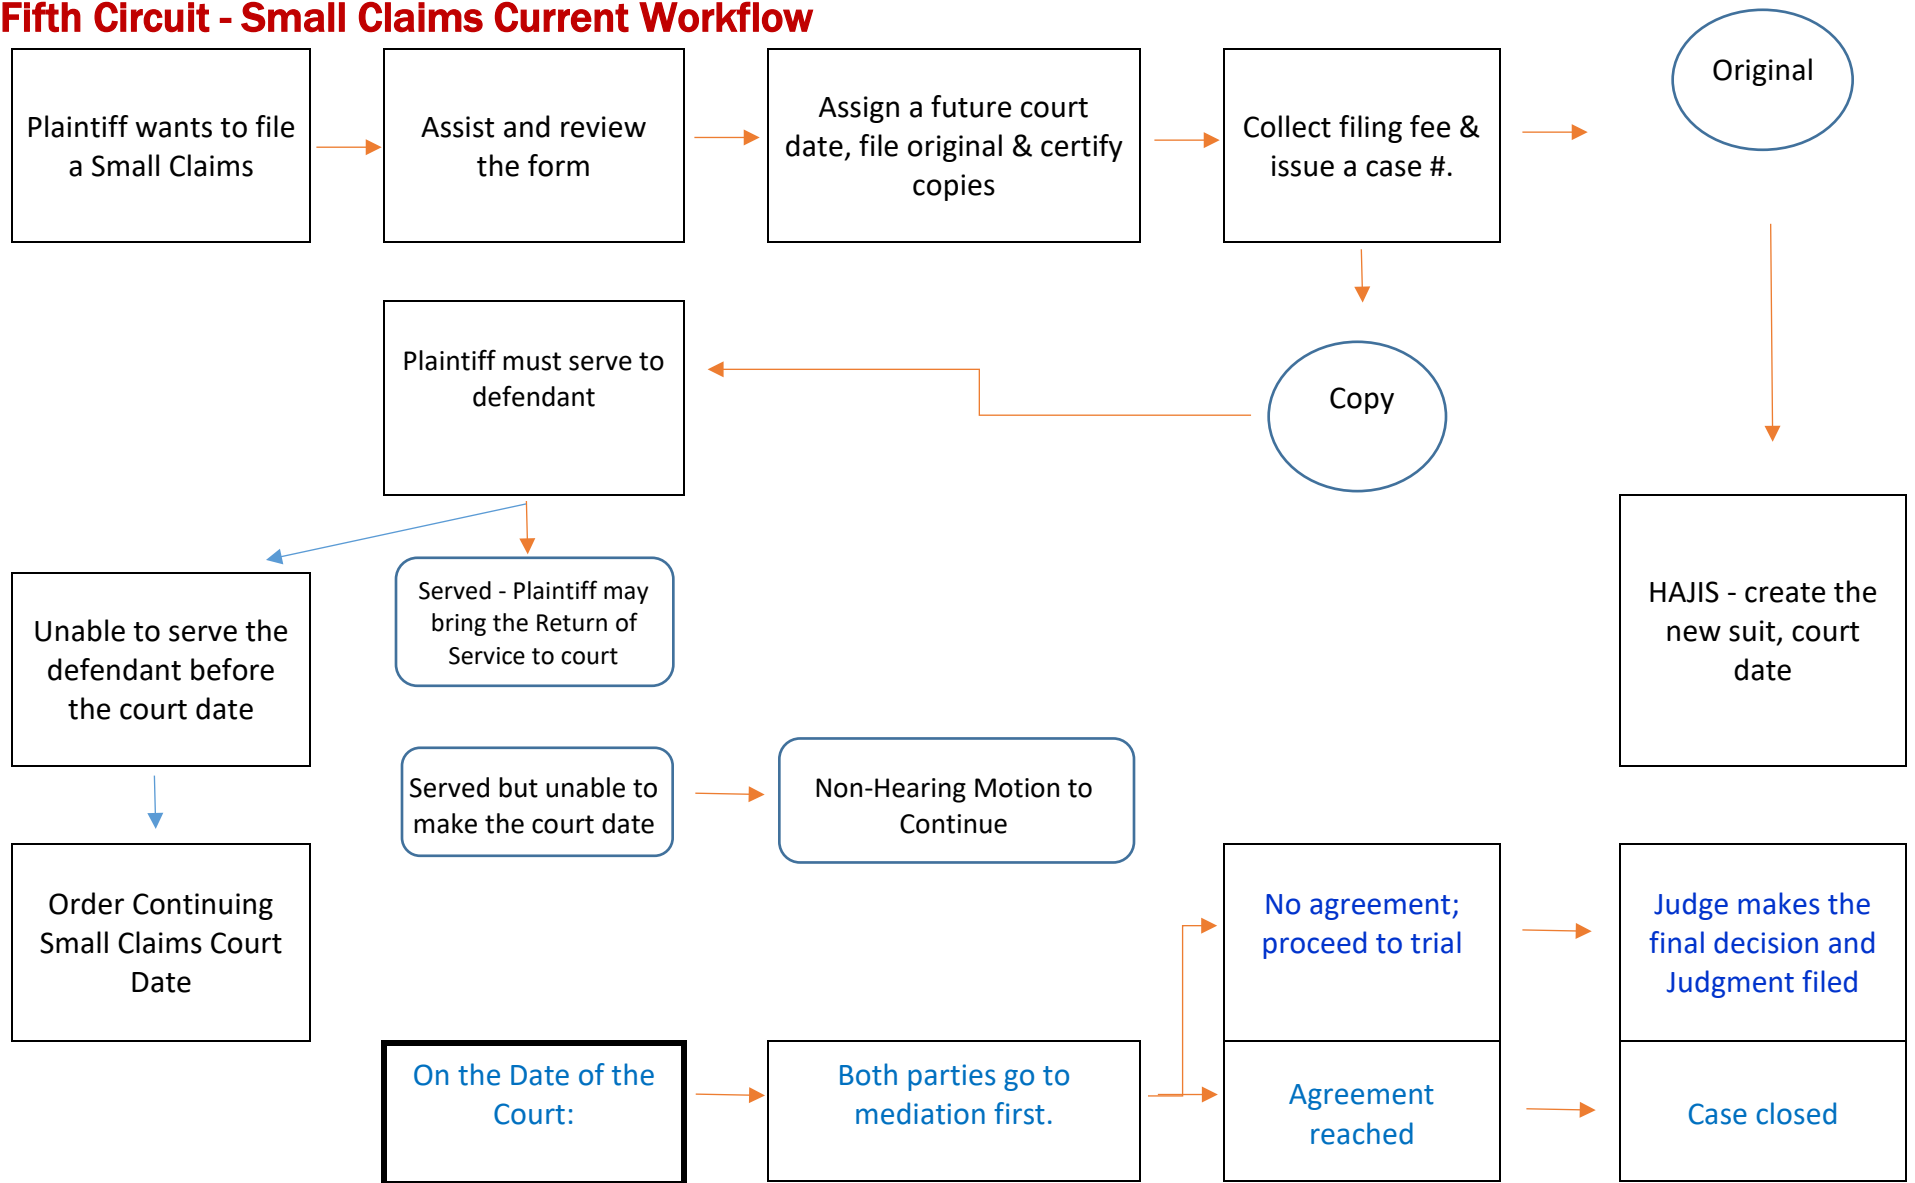 Fifth Circuit - Small Claims Current Workflow
Plaintiff wants to file
a Small Claims
Assist and review
the form
Assign a future court
date, file original & certify
copies
Collect filing fee &
issue a case #.
Original
Plaintiff must serve to
defendant
Copy
Unable to serve the
defendant before
the court date
Served - Plaintiff may
bring the Return of
Service to court
HAJIS - create the
new suit, court
date
Served but unable to
make the court date
Non-Hearing Motion to
Continue
Order Continuing
Small Claims Court
Date
No agreement;
proceed to trial
Judge makes the
final decision and
Judgment filed
On the Date of the
Court:
Both parties go to
mediation first.
Agreement
reached
Case closed